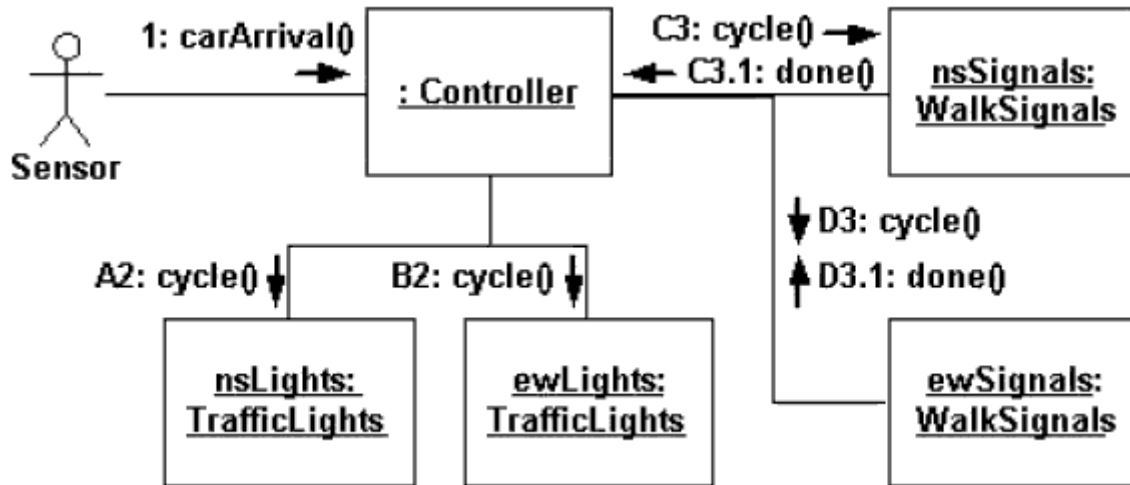 1: carArrival()
C3: cycle()
C3.1: done()
: Controller
nsSignals:
WalkSignals
Sensor
D3: cycle()
D3.1: done()
A2: cycle()
B2: cycle()
nsLights:
TrafficLights
ewLights:
TrafficLights
ewSignals:
WalkSignals